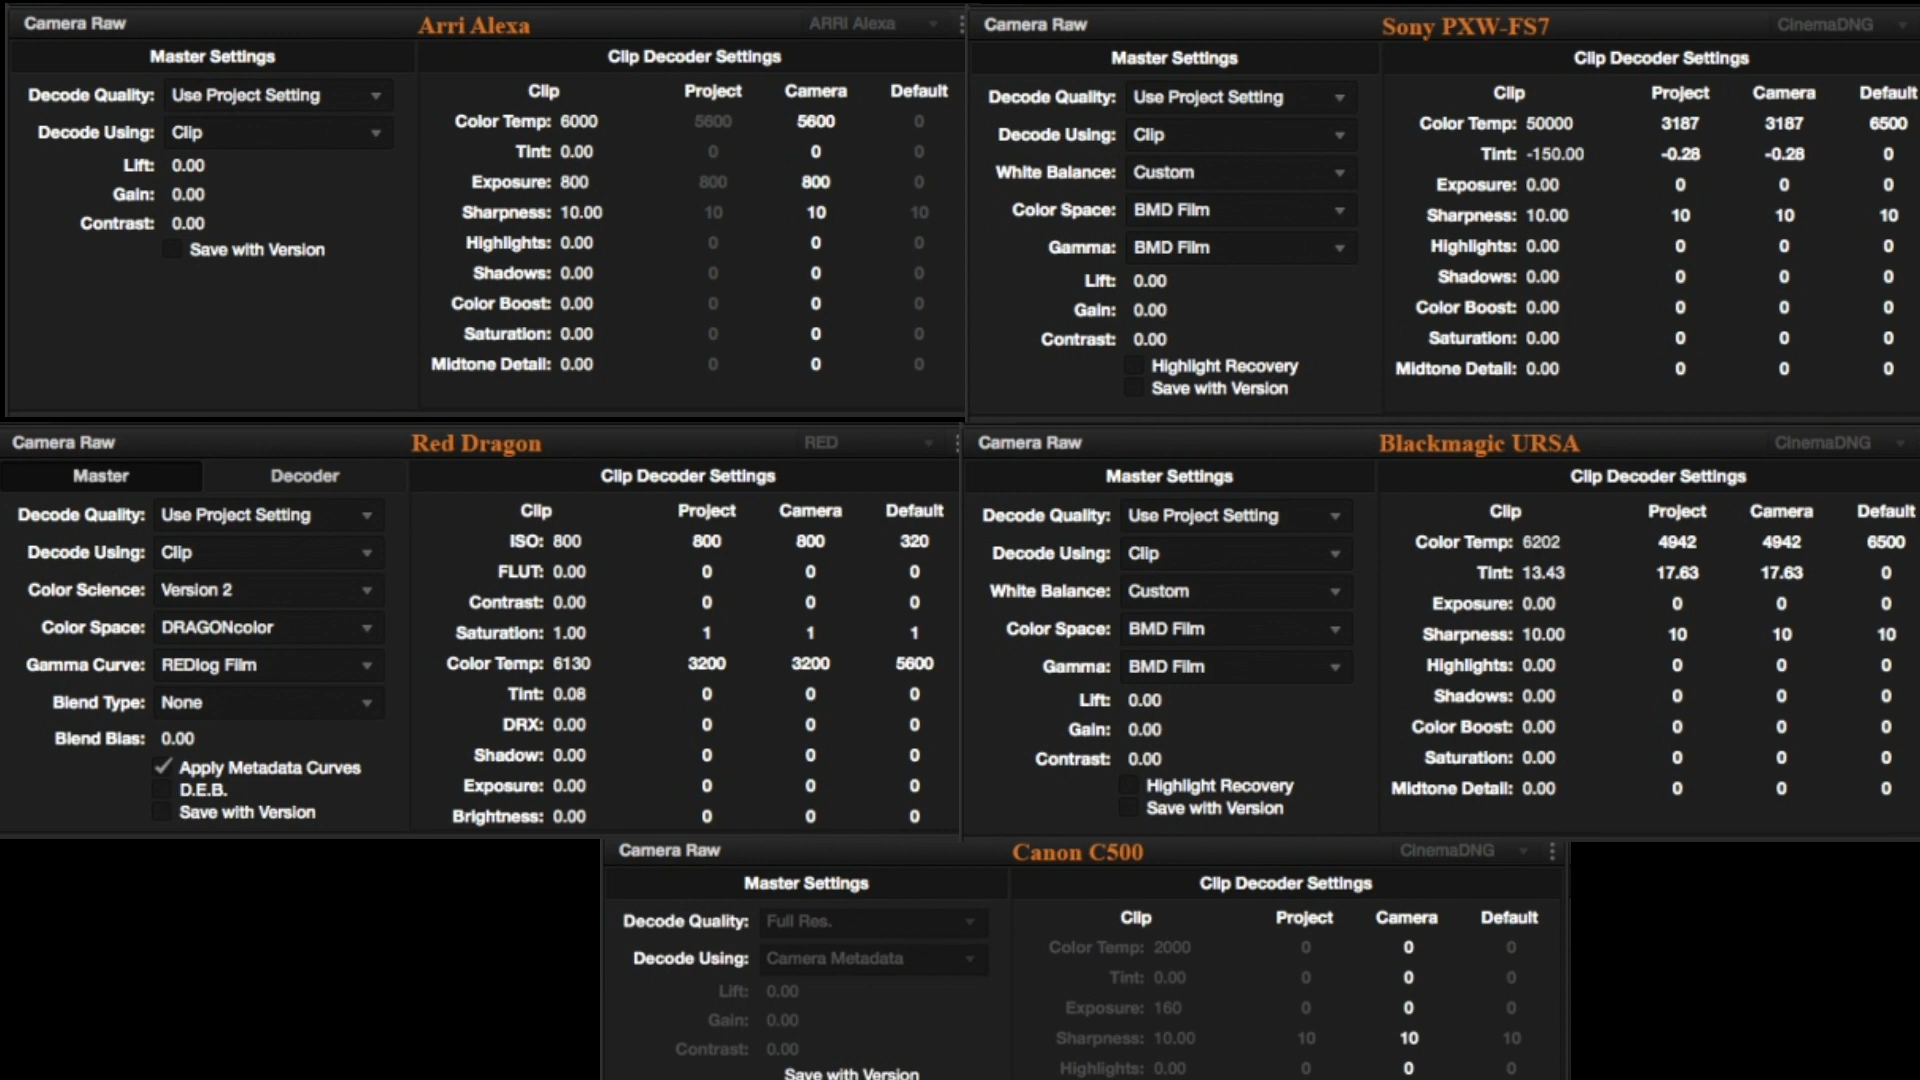 Camera Raw Arri Alexa ARRI Alexa
Master Settings Clip Decoder Settings
Clip Project Camera Default
Decode Quality: Use Project Setting
Decode Using: Clip
Lift: 0.00
Gain: 0.00
Contrast: 0.00
Save with Version
Color Temp: 6000 5600 5600 0
Tint: 0.00 0 0 0
Exposure: 800 800 800 0
Sharpness: 10.00 10 10 10
Highlights: 0.00 0 0 0
Shadows: 0.00 0 0 0
Color Boost: 0.00 0 0 0
Saturation: 0.00 0 0 0
Midtone Detail: 0.00 0 0 0
Camera Raw Sony PXW-FS7 CinemaDNG
Master Settings Clip Decoder Settings
Decode Quality: Use Project Setting
Decode Using: Clip
White Balance: Custom
Color Space: BMD Film
Gamma: BMD Film
Lift: 0.00
Gain: 0.00
Contrast: 0.00
Highlight Recovery
Save with Version
Clip Project Camera Default
Color Temp: 50000 3187 3187 6500
Tint: -150.00 -0.28 -0.28 0
Exposure: 0.00 0 0 0
Sharpness: 10.00 10 10 10
Highlights: 0.00 0 0 0
Shadows: 0.00 0 0 0
Color Boost: 0.00 0 0 0
Saturation: 0.00 0 0 0
Midtone Detail: 0.00 0 0 0
Camera Raw Red Dragon RED
Master Decoder Clip Decoder Settings
Decode Quality: Use Project Setting
Decode Using: Clip
Color Science: Version 2
Color Space: DRAGONcolor
Gamma Curve: REDlog Film
Blend Type: None
Blend Bias: 0.00
Apply Metadata Curves
D.E.B.
Save with Version
Clip Project Camera Default
ISO: 800 800 800 320
FLUT: 0.00 0 0 0
Contrast: 0.00 0 0 0
Saturation: 1.00 1 1 1
Color Temp: 6130 3200 3200 5600
Tint: 0.08 0 0 0
DRX: 0.00 0 0 0
Shadow: 0.00 0 0 0
Exposure: 0.00 0 0 0
Brightness: 0.00 0 0 0
Camera Raw Blackmagic URSA CinemaDNG
Master Settings Clip Decoder Settings
Decode Quality: Use Project Setting
Decode Using: Clip
White Balance: Custom
Color Space: BMD Film
Gamma: BMD Film
Lift: 0.00
Gain: 0.00
Contrast: 0.00
Highlight Recovery
Save with Version
Clip Project Camera Default
Color Temp: 6202 4942 4942 6500
Tint: 13.43 17.63 17.63 0
Exposure: 0.00 0 0 0
Sharpness: 10.00 10 10 10
Highlights: 0.00 0 0 0
Shadows: 0.00 0 0 0
Color Boost: 0.00 0 0 0
Saturation: 0.00 0 0 0
Midtone Detail: 0.00 0 0 0
Camera Raw Canon C500 CinemaDNG
Master Settings Clip Decoder Settings
Decode Quality: Full Res.
Decode Using: Camera Metadata
Lift: 0.00
Gain: 0.00
Contrast: 0.00
Save with Version
Clip Project Camera Default
Color Temp: 2000 0 0 0
Tint: 0.00 0 0 0
Exposure: 160 0 0 0
Sharpness: 10.00 10 10 10
Highlights: 0.00 0 0 0